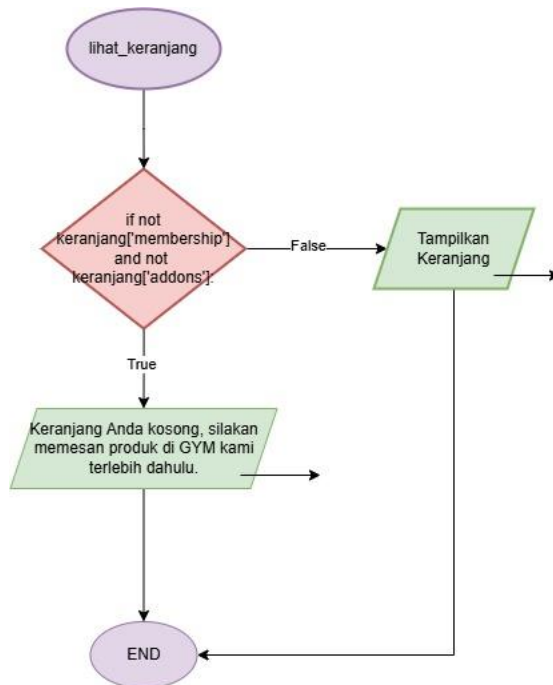 lihat_keranjang
if not
keranjang['membership']
and not
keranjang['addons']:
False
Tampilkan
Keranjang
True
Keranjang Anda kosong, silakan
memesan produk di GYM kami
terlebih dahulu.
END